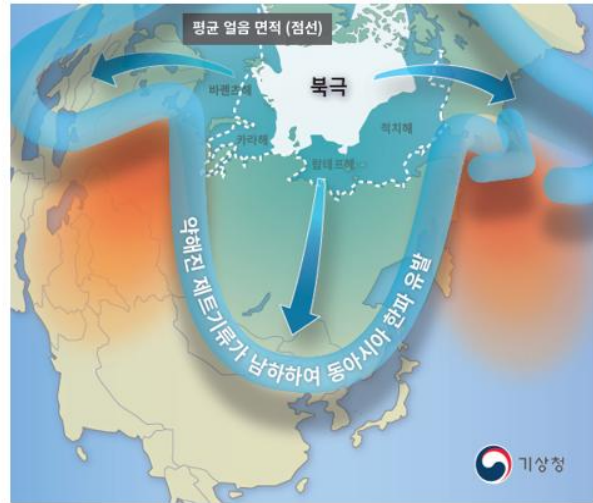 평균 얼음 면적 (점선)
북극
바렌츠해
카라해
랍테프해
척치해
약해진 제트기류가 남하하여 동아시아 한파 유발
기상청